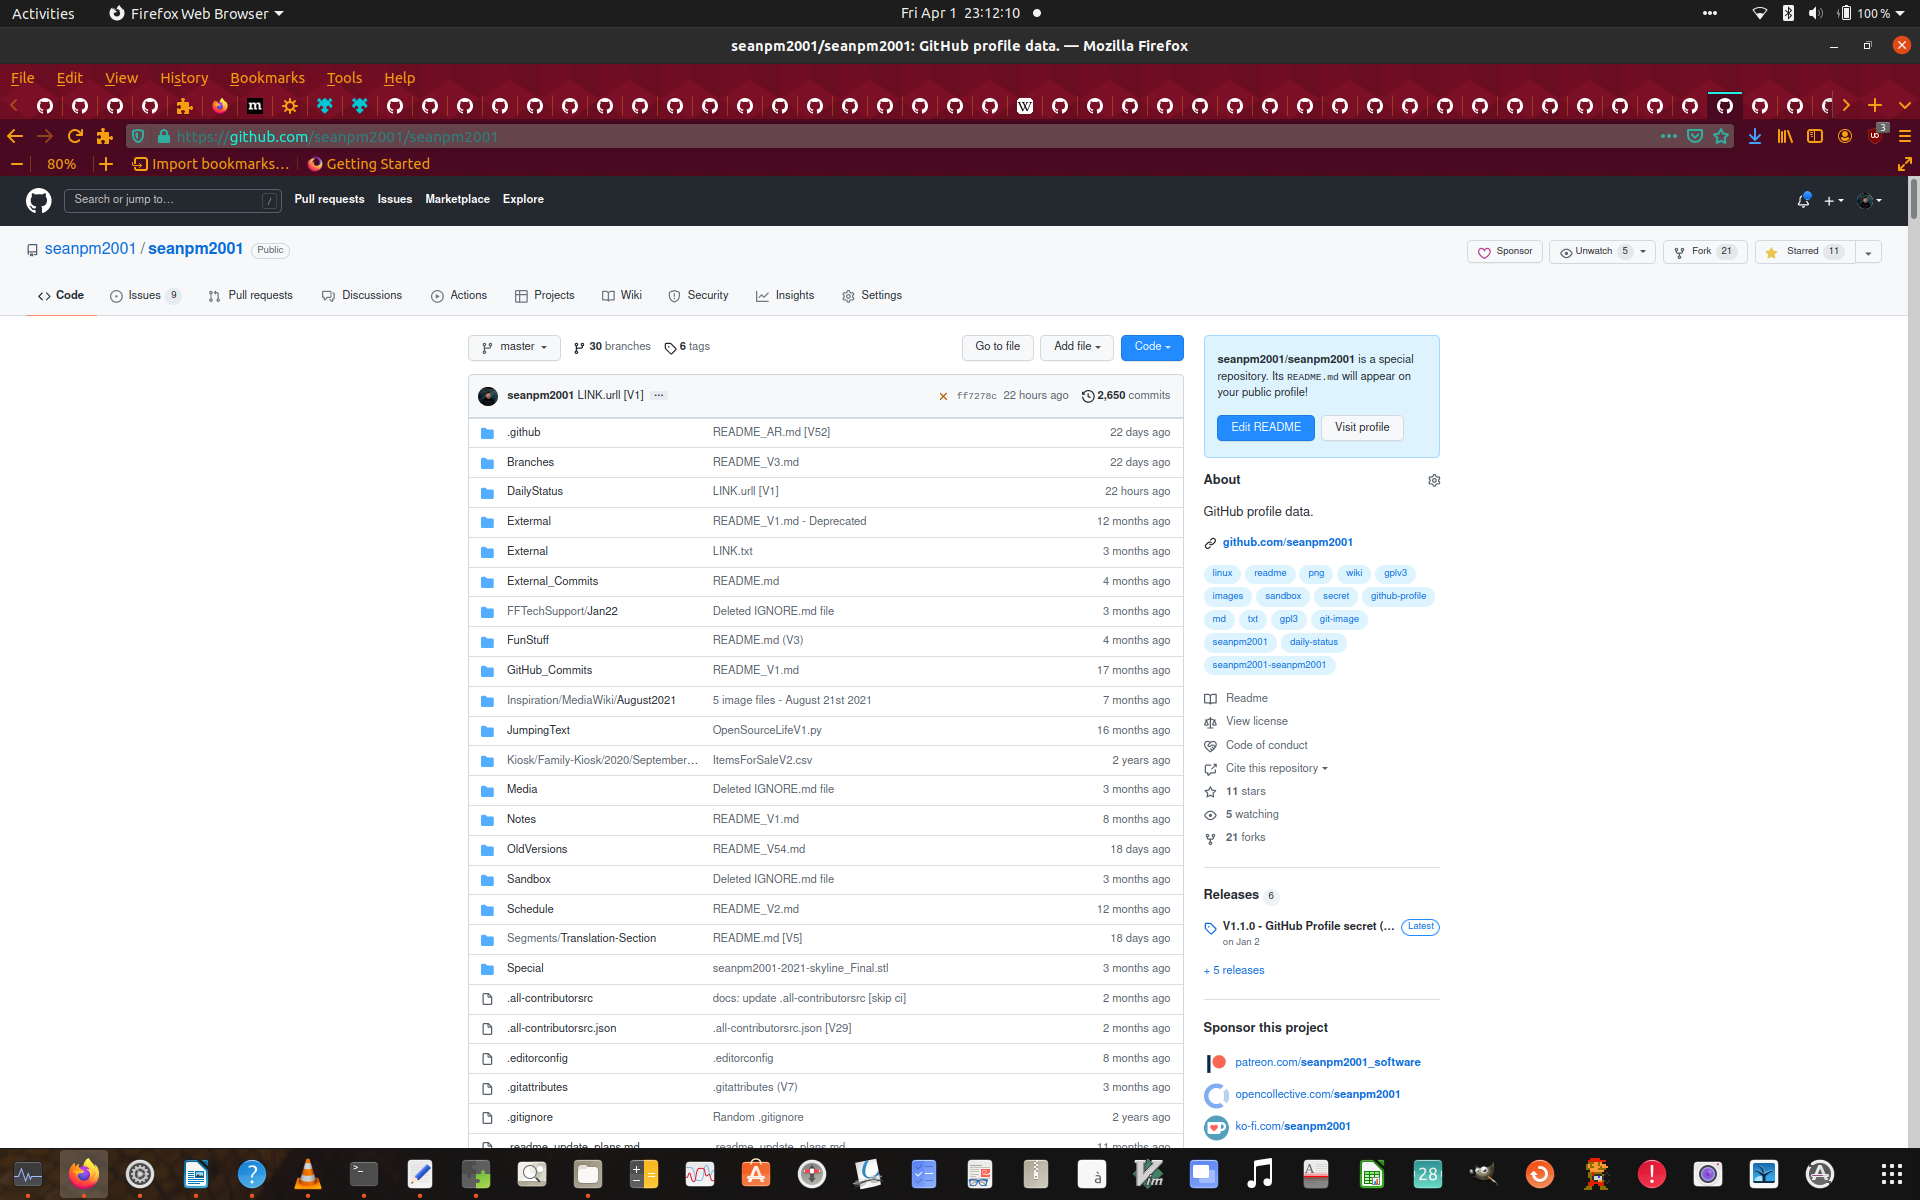 Activities Firefox Web Browser Fri Apr 1 23:12:10 100 %
seanpm2001/seanpm2001: GitHub profile data. — Mozilla Firefox
File Edit View History Bookmarks Tools Help
https://github.com/seanpm2001/seanpm2001 3
80% Import bookmarks... Getting Started
Search or jump to... / Pull requests Issues Marketplace Explore
seanpm2001 / seanpm2001 Public Sponsor Unwatch 5 Fork 21 Starred 11
Code Issues 9 Pull requests Discussions Actions Projects Wiki Security Insights Settings
master 30 branches 6 tags Go to file Add file Code
seanpm2001 LINK.urll [V1] ... ff7278c 22 hours ago 2,650 commits
.github README_AR.md [V52] 22 days ago
Branches README_V3.md 22 days ago
DailyStatus LINK.urll [V1] 22 hours ago
Extermal README_V1.md - Deprecated 12 months ago
External LINK.txt 3 months ago
External_Commits README.md 4 months ago
FFTechSupport/Jan22 Deleted IGNORE.md file 3 months ago
FunStuff README.md (V3) 4 months ago
GitHub_Commits README_V1.md 17 months ago
Inspiration/MediaWiki/August2021 5 image files - August 21st 2021 7 months ago
JumpingText OpenSourceLifeV1.py 16 months ago
Kiosk/Family-Kiosk/2020/September... ItemsForSaleV2.csv 2 years ago
Media Deleted IGNORE.md file 3 months ago
Notes README_V1.md 8 months ago
OldVersions README_V54.md 18 days ago
Sandbox Deleted IGNORE.md file 3 months ago
Schedule README_V2.md 12 months ago
Segments/Translation-Section README.md [V5] 18 days ago
Special seanpm2001-2021-skyline_Final.stl 3 months ago
.all-contributorsrc docs: update .all-contributorsrc [skip ci] 2 months ago
.all-contributorsrc.json .all-contributorsrc.json [V29] 2 months ago
.editorconfig .editorconfig 8 months ago
.gitattributes .gitattributes (V7) 3 months ago
.gitignore Random .gitignore 2 years ago
.readme_update_plans.md .readme_update_plans.md 11 months ago
seanpm2001/seanpm2001 is a special
repository. Its README.md will appear on
your public profile!
Edit README Visit profile
About
GitHub profile data.
github.com/seanpm2001
linux readme png wiki gplv3
images sandbox secret github-profile
md txt gpl3 git-image
seanpm2001 daily-status
seanpm2001-seanpm2001
Readme
View license
Code of conduct
Cite this repository
11 stars
5 watching
21 forks
Releases 6
V1.1.0 - GitHub Profile secret (... Latest
on Jan 2
+ 5 releases
Sponsor this project
patreon.com/seanpm2001_software
opencollective.com/seanpm2001
ko-fi.com/seanpm2001
28